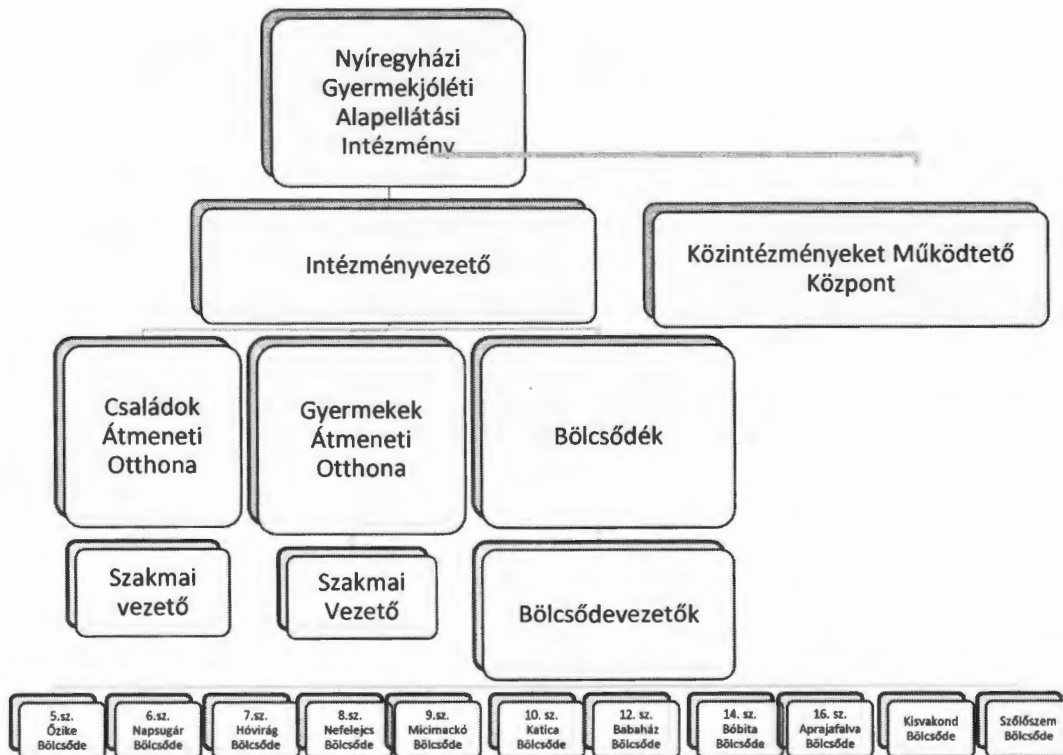 Nyíregyházi
Gyermekjóléti
Alapellátási
Intézmény
Intézményvezető
Közintézményeket Működtető
Központ
Családok
Átmeneti
Otthona
Gyermekek
Átmeneti
Otthona
Bölcsődék
Szakmai
vezető
Szakmai
Vezető
Bölcsődevezetők
5.sz.
Őzike
Bölcsőde
6.sz.
Napsugár
Bölcsőde
7.sz.
Hóvirág
Bölcsőde
8.sz.
Nefelejcs
Bölcsőde
9.sz.
Micimackó
Bölcsőde
10. sz.
Katica
Bölcsőde
12. sz.
Babaház
Bölcsőde
14. sz.
Bóbita
Bölcsőde
16. sz.
Aprajafalva
Bölcsőde
Kisvakond
Bölcsőde
Szőlőszem
Bölcsőde